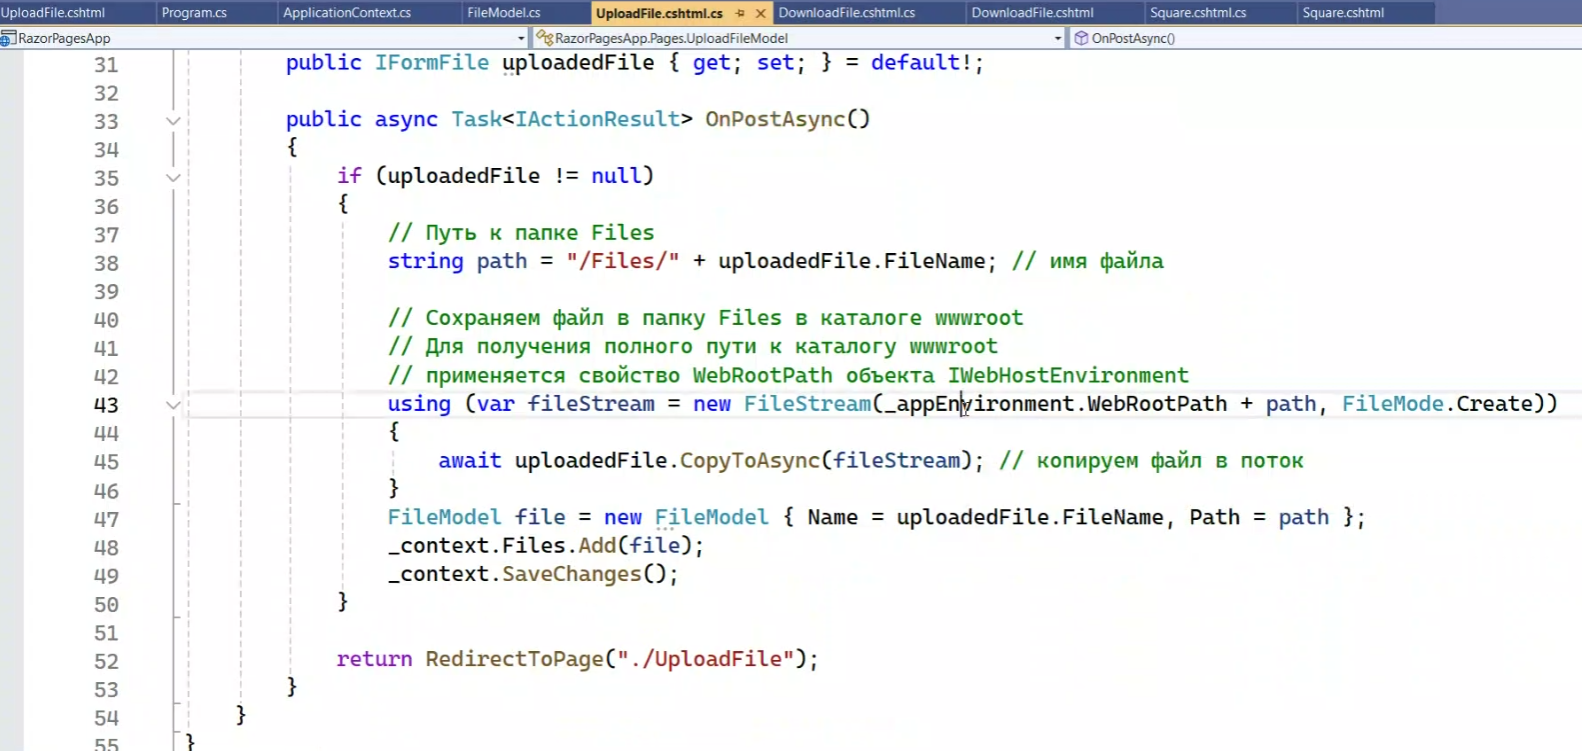 UploadFile.cshtml Program.cs ApplicationContext.cs FileModel.cs UploadFile.cshtml.cs DownloadFile.cshtml.cs DownloadFile.cshtml Square.cshtml.cs Square.cshtml
RazorPagesApp RazorPagesApp.Pages.UploadFileModel OnPostAsync()
31 public IFormFile uploadedFile { get; set; } = default!;
32
33 public async Task<IActionResult> OnPostAsync()
34 {
35 if (uploadedFile != null)
36 {
37 // Путь к папке Files
38 string path = "/Files/" + uploadedFile.FileName; // имя файла
39
40 // Сохраняем файл в папку Files в каталоге wwwroot
41 // Для получения полного пути к каталогу wwwroot
42 // применяется свойство WebRootPath объекта IWebHostEnvironment
43 using (var fileStream = new FileStream(_appEnvironment.WebRootPath + path, FileMode.Create))
44 {
45 await uploadedFile.CopyToAsync(fileStream); // копируем файл в поток
46 }
47 FileModel file = new FileModel { Name = uploadedFile.FileName, Path = path };
48 _context.Files.Add(file);
49 _context.SaveChanges();
50 }
51
52 return RedirectToPage("./UploadFile");
53 }
54 }
55 }